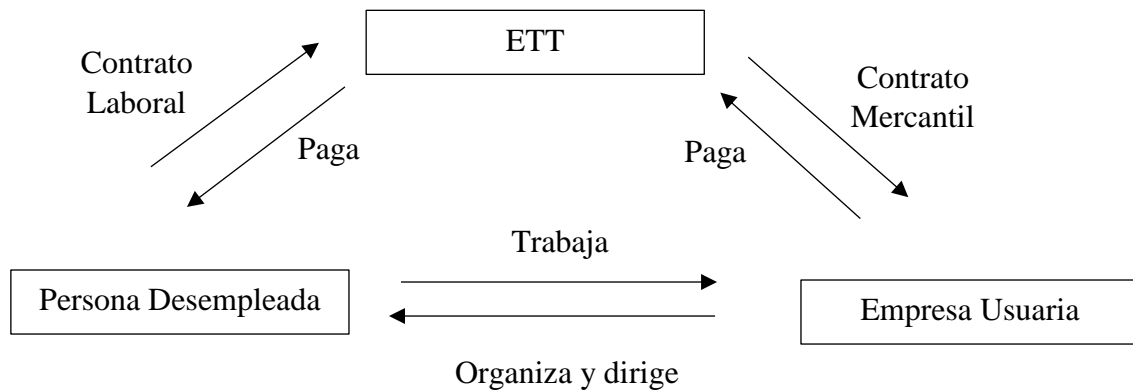 ETT
Contrato
Laboral
Contrato
Mercantil
Paga
Paga
Trabaja
Persona Desempleada
Empresa Usuaria
Organiza y dirige